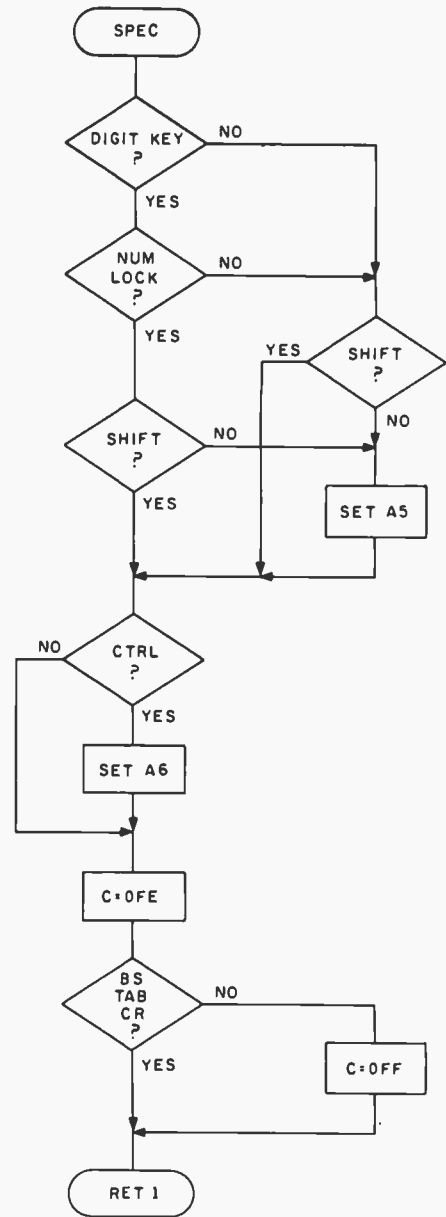 SPEC
DIGIT KEY
?
NO
YES
NUM
LOCK
?
NO
YES
YES
SHIFT
?
NO
SHIFT
?
NO
YES
SET A5
NO
CTRL
?
YES
SET A6
C=0FE
BS
TAB
CR
?
NO
YES
C=0FF
RET 1